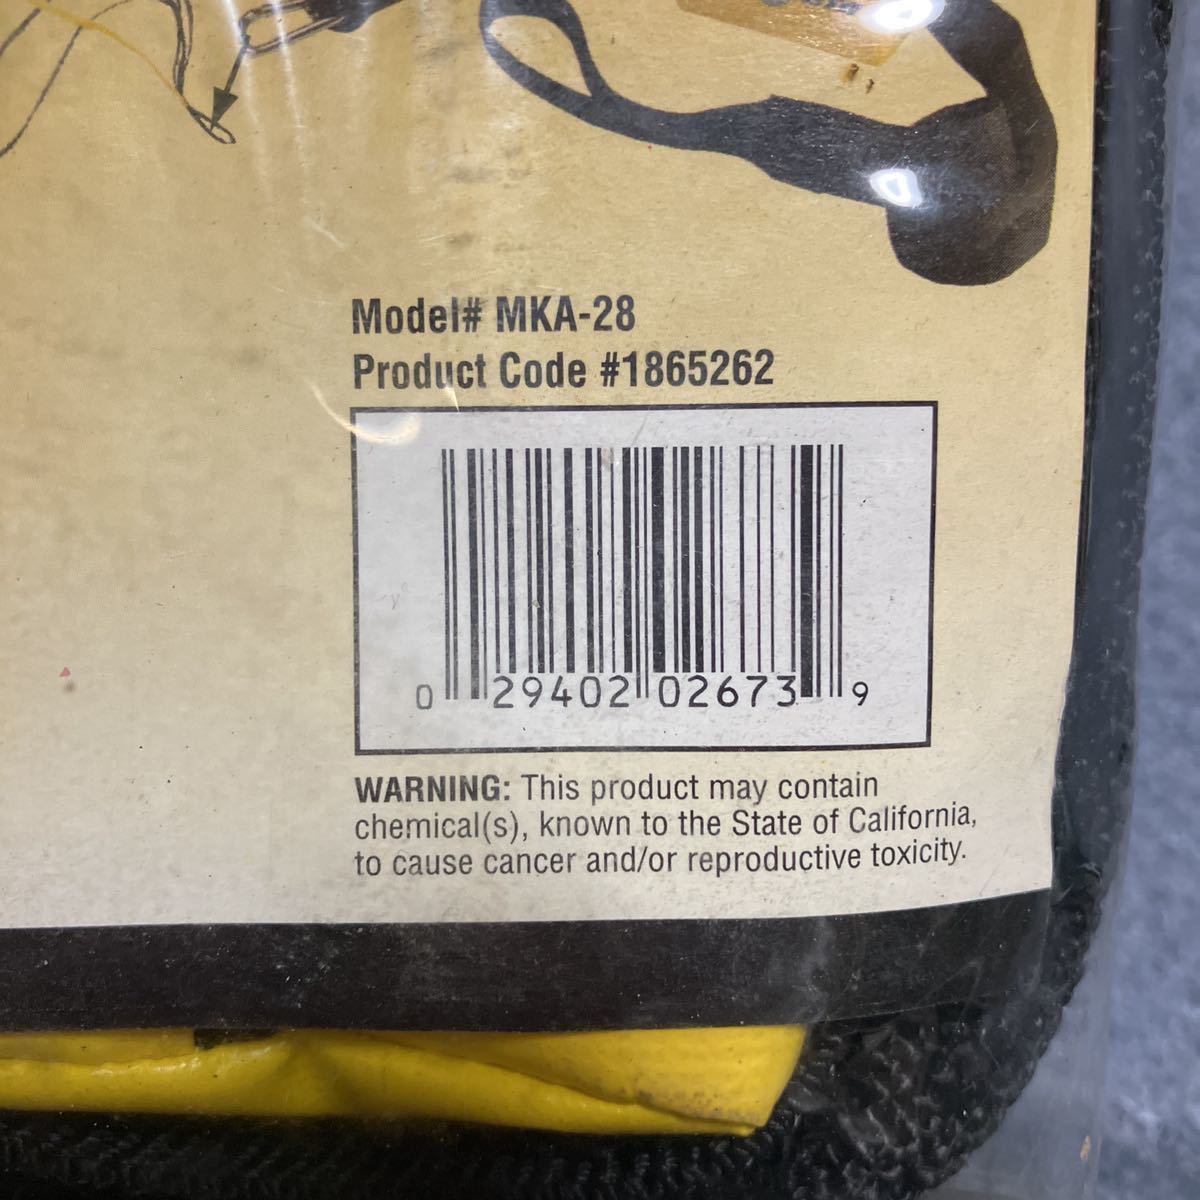 Model# MKA-28
Product Code #1865262
0 29402 02673 9
WARNING: This product may contain
chemical(s), known to the State of California,
to cause cancer and/or reproductive toxicity.